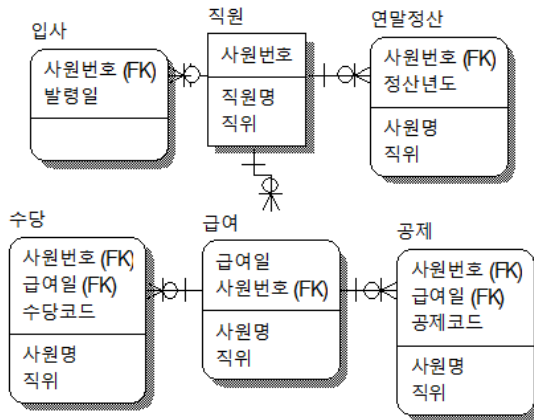 입사
사원번호 (FK)
발령일
직원
사원번호
직원명
직위
연말정산
사원번호 (FK)
정산년도
사원명
직위
수당
사원번호 (FK)
급여일 (FK)
수당코드
사원명
직위
급여
급여일
사원번호 (FK)
사원명
직위
공제
사원번호 (FK)
급여일 (FK)
공제코드
사원명
직위